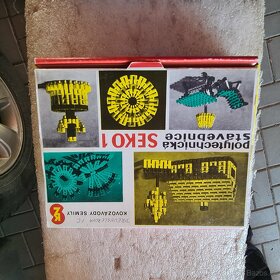 polytechnická
stavebnice
SEKO 1
KOVOZÁVODY SEMILY